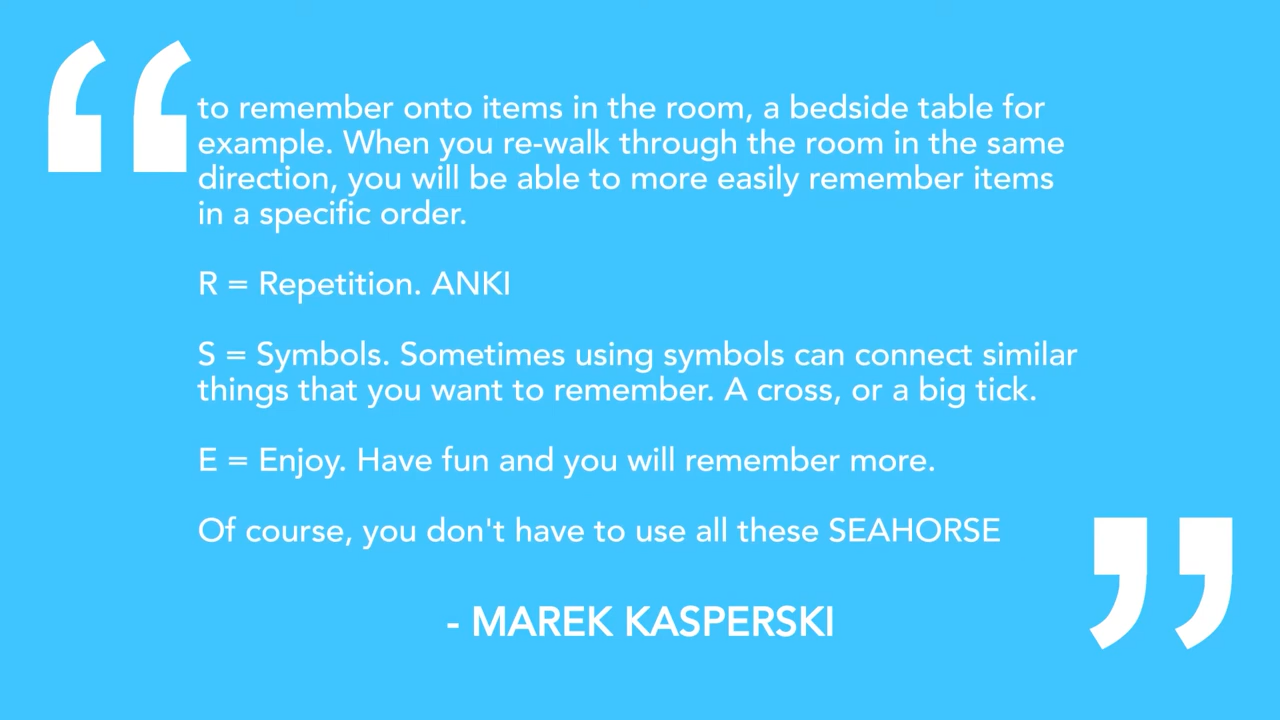 to remember onto items in the room, a bedside table for
example. When you re-walk through the room in the same
direction, you will be able to more easily remember items
in a specific order.
R = Repetition. ANKI
S = Symbols. Sometimes using symbols can connect similar
things that you want to remember. A cross, or a big tick.
E = Enjoy. Have fun and you will remember more.
Of course, you don't have to use all these SEAHORSE
- MAREK KASPERSKI